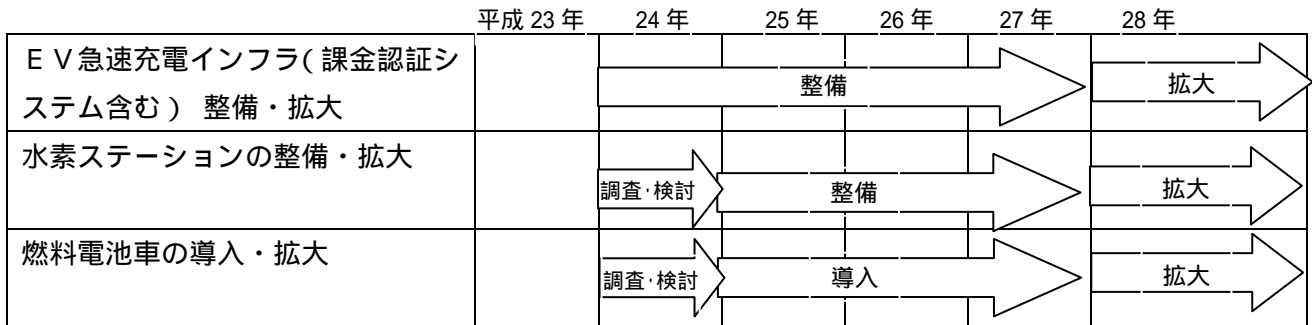 平成 23 年 24 年 25 年 26 年 27 年 28 年
ＥＶ急速充電インフラ( 課金認証シ
ステム含む ) 整備・拡大
整備 拡大
水素ステーションの整備・拡大
調査･検討 整備 拡大
燃料電池車の導入・拡大
調査･検討 導入 拡大